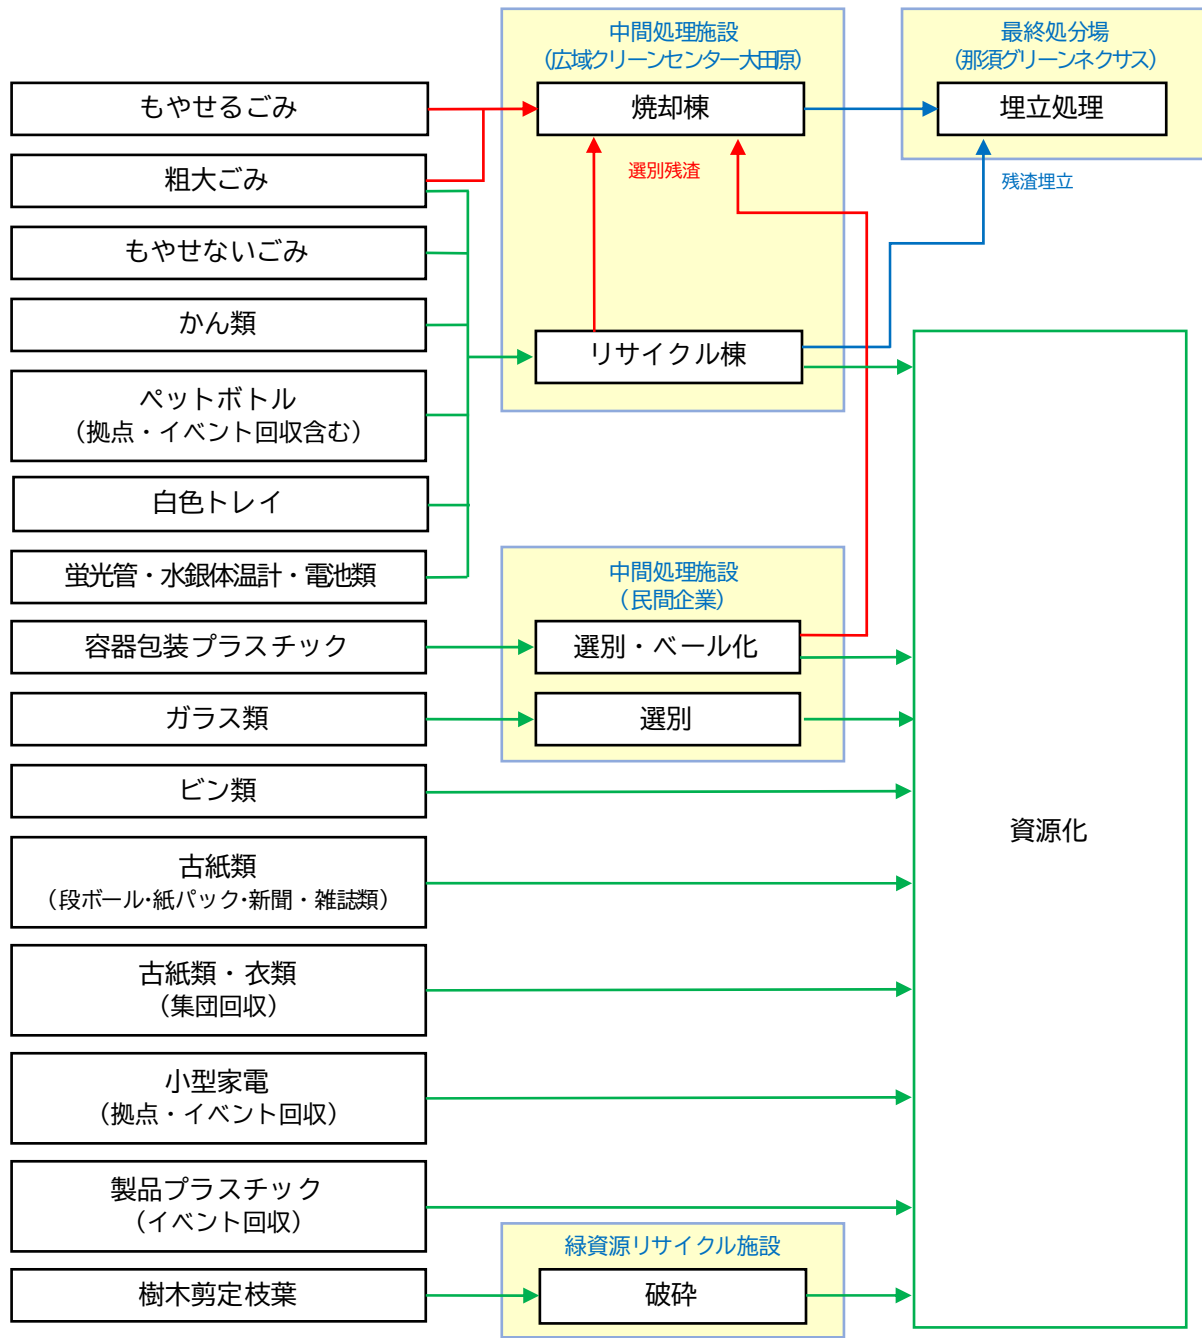 中間処理施設
（広域クリーンセンター大田原）
最終処分場
（那須グリーンネクサス）
もやせるごみ
焼却棟
埋立処理
粗大ごみ
選別残渣
残渣埋立
もやせないごみ
かん類
リサイクル棟
ペットボトル
（拠点・イベント回収含む）
白色トレイ
蛍光管・水銀体温計・電池類
中間処理施設
（民間企業）
容器包装プラスチック
選別・ベール化
ガラス類
選別
ビン類
資源化
古紙類
（段ボール・紙パック・新聞・雑誌類）
古紙類・衣類
（集団回収）
小型家電
（拠点・イベント回収）
製品プラスチック
（イベント回収）
緑資源リサイクル施設
樹木剪定枝葉
破砕